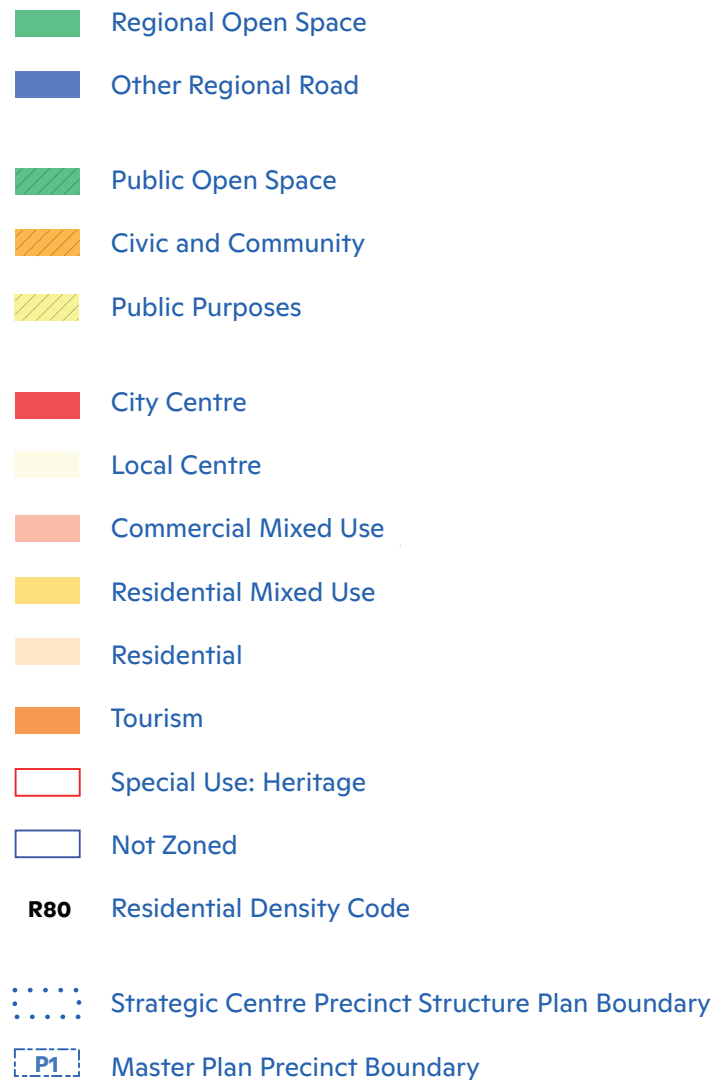 Regional Open Space
Other Regional Road
Public Open Space
Civic and Community
Public Purposes
City Centre
Local Centre
Commercial Mixed Use
Residential Mixed Use
Residential
Tourism
Special Use: Heritage
Not Zoned
R80 Residential Density Code
Strategic Centre Precinct Structure Plan Boundary
P1 Master Plan Precinct Boundary